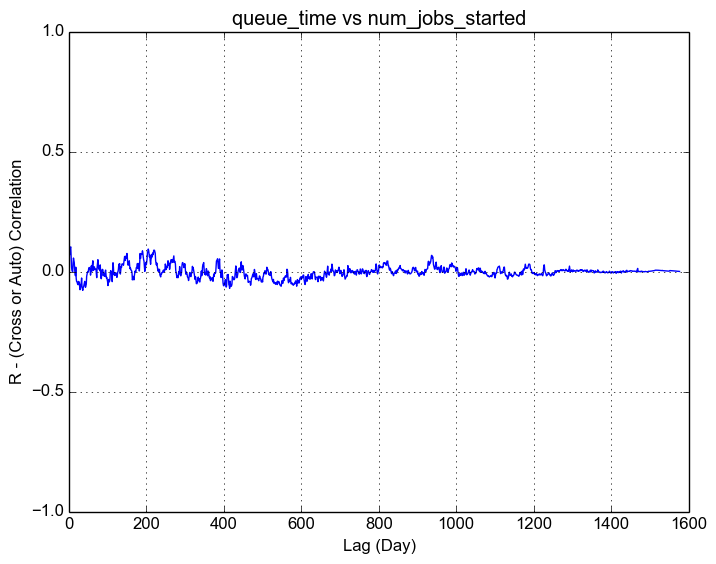 queue_time vs num_jobs_started
1.0
0.5
0.0
−0.5
−1.0
R - (Cross or Auto) Correlation
0 200 400 600 800 1000 1200 1400 1600
Lag (Day)